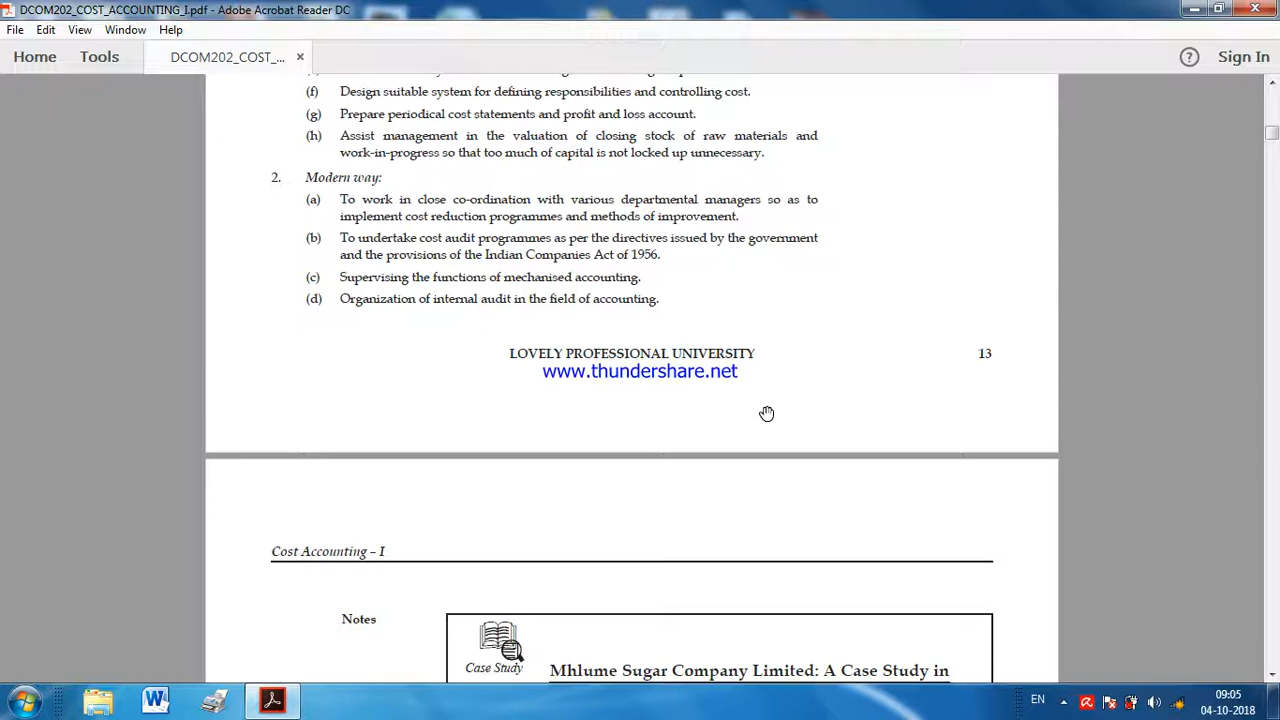 DCOM202_COST_ACCOUNTING_I.pdf - Adobe Acrobat Reader DC
File Edit View Window Help
Home Tools DCOM202_COST_... × ? Sign In
(f) Design suitable system for defining responsibilities and controlling cost.
(g) Prepare periodical cost statements and profit and loss account.
(h) Assist management in the valuation of closing stock of raw materials and
work-in-progress so that too much of capital is not locked up unnecessary.
2. Modern way:
(a) To work in close co-ordination with various departmental managers so as to
implement cost reduction programmes and methods of improvement.
(b) To undertake cost audit programmes as per the directives issued by the government
and the provisions of the Indian Companies Act of 1956.
(c) Supervising the functions of mechanised accounting.
(d) Organization of internal audit in the field of accounting.
LOVELY PROFESSIONAL UNIVERSITY 13
www.thundershare.net
Cost Accounting – I
Notes
Case Study
Mhlume Sugar Company Limited: A Case Study in
EN 09:05
04-10-2018